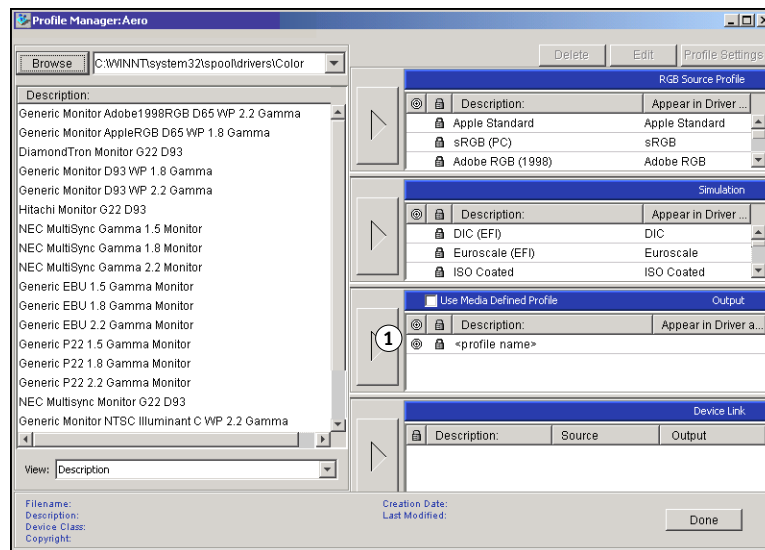 Profile Manager:Aero
Browse
C:\WINNT\system32\spool\drivers\Color
Delete
Edit
Profile Settings
Description:
Generic Monitor Adobe1998RGB D65 WP 2.2 Gamma
Generic Monitor AppleRGB D65 WP 1.8 Gamma
DiamondTron Monitor G22 D93
Generic Monitor D93 WP 1.8 Gamma
Generic Monitor D93 WP 2.2 Gamma
Hitachi Monitor G22 D93
NEC MultiSync Gamma 1.5 Monitor
NEC MultiSync Gamma 1.8 Monitor
NEC MultiSync Gamma 2.2 Monitor
Generic EBU 1.5 Gamma Monitor
Generic EBU 1.8 Gamma Monitor
Generic EBU 2.2 Gamma Monitor
Generic P22 1.5 Gamma Monitor
Generic P22 1.8 Gamma Monitor
Generic P22 2.2 Gamma Monitor
NEC Multisync Monitor G22 D93
Generic Monitor NTSC Illuminant C WP 2.2 Gamma
View: Description
RGB Source Profile
Description: Appear in Driver ...
Apple Standard Apple Standard
sRGB (PC) sRGB
Adobe RGB (1998) Adobe RGB
Simulation
Description: Appear in Driver ...
DIC (EFI) DIC
Euroscale (EFI) Euroscale
ISO Coated ISO Coated
Use Media Defined Profile Output
Description: Appear in Driver a...
1
<profile name>
Device Link
Description: Source Output
Filename:
Description:
Device Class:
Copyright:
Creation Date:
Last Modified:
Done